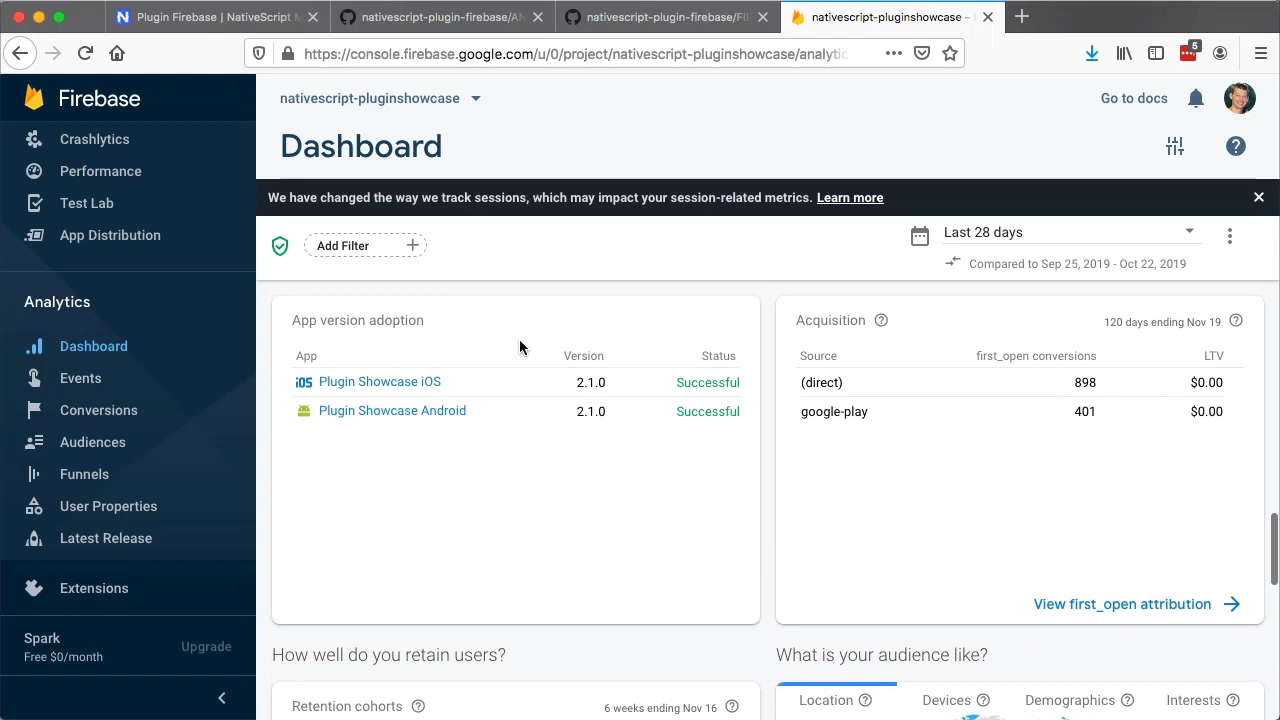 Plugin Firebase | NativeScript M
nativescript-plugin-firebase/AN
nativescript-plugin-firebase/FIF
nativescript-pluginshowcase –
https://console.firebase.google.com/u/0/project/nativescript-pluginshowcase/analytic
5
Firebase
Crashlytics
Performance
Test Lab
App Distribution
Analytics
Dashboard
Events
Conversions
Audiences
Funnels
User Properties
Latest Release
Extensions
Spark
Free $0/month
Upgrade
nativescript-pluginshowcase
Go to docs
Dashboard
We have changed the way we track sessions, which may impact your session-related metrics. Learn more
Add Filter
Last 28 days
Compared to Sep 25, 2019 - Oct 22, 2019
App version adoption
App Version Status
iOS Plugin Showcase iOS 2.1.0 Successful
Plugin Showcase Android 2.1.0 Successful
Acquisition
120 days ending Nov 19
Source first_open conversions LTV
(direct) 898 $0.00
google-play 401 $0.00
View first_open attribution
How well do you retain users?
Retention cohorts
6 weeks ending Nov 16
What is your audience like?
Location Devices Demographics Interests